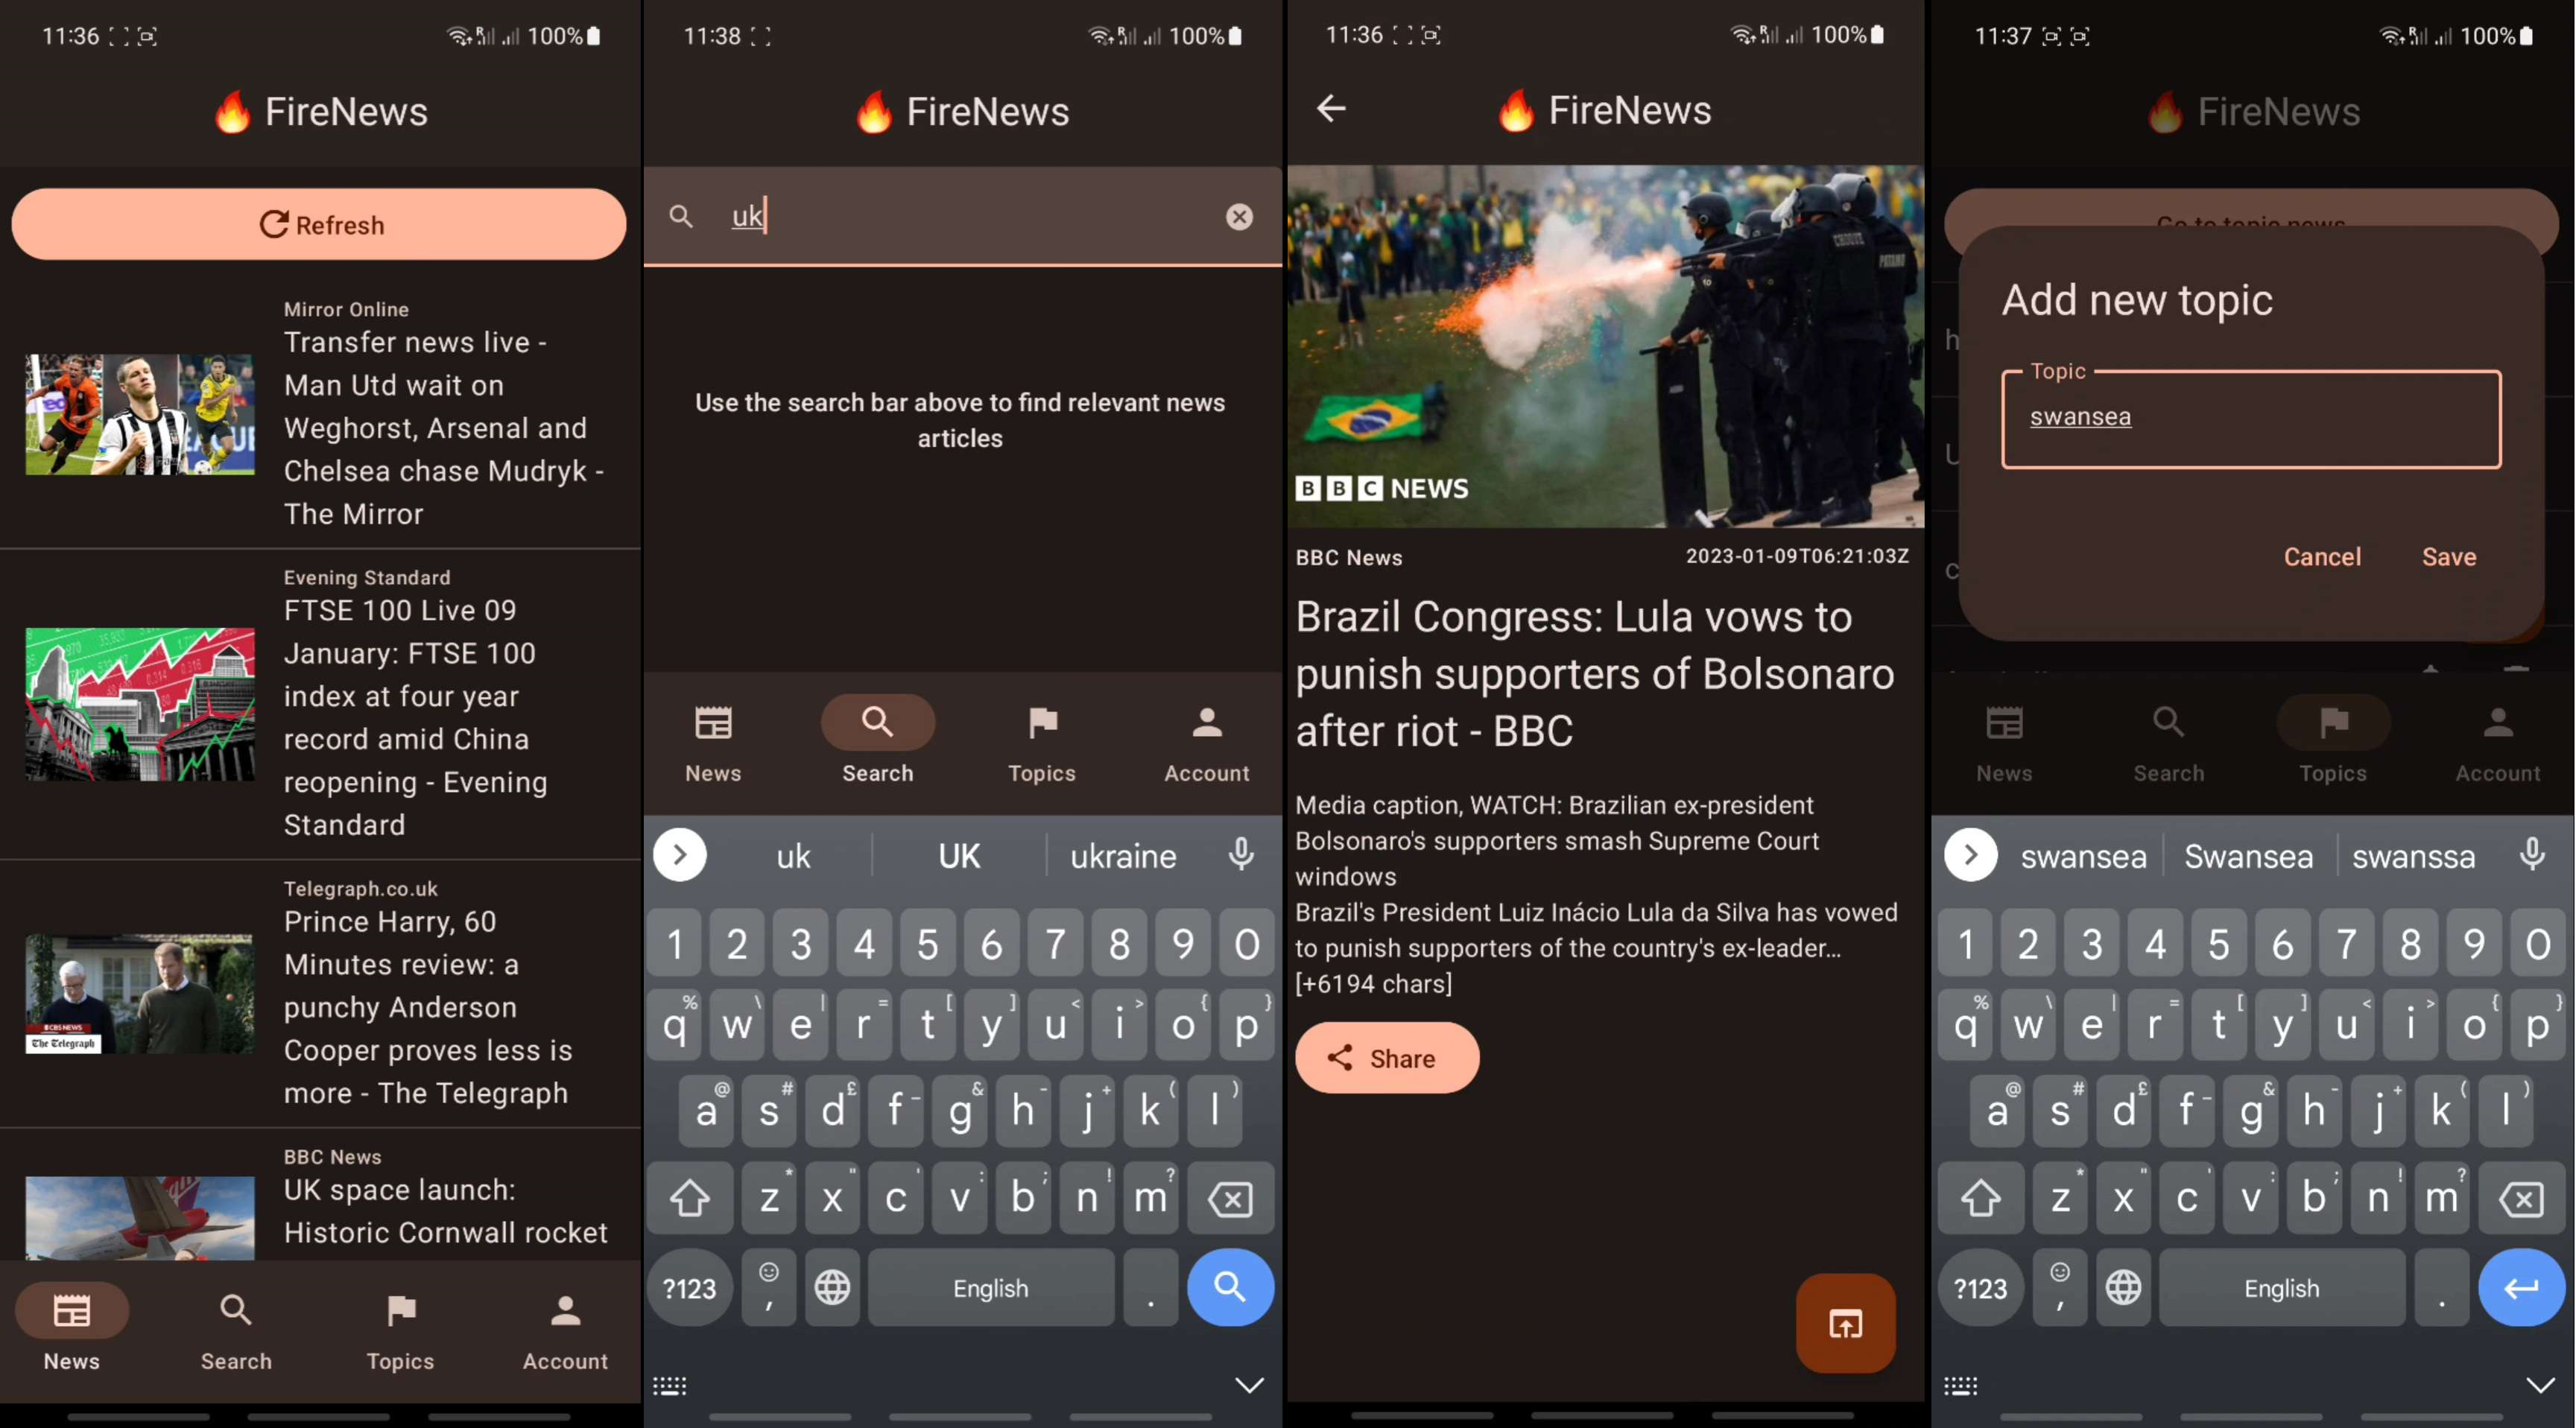 11:36
100%
FireNews
Refresh
Mirror Online
Transfer news live -
Man Utd wait on
Weghorst, Arsenal and
Chelsea chase Mudryk -
The Mirror
Evening Standard
FTSE 100 Live 09
January: FTSE 100
index at four year
record amid China
reopening - Evening
Standard
Telegraph.co.uk
Prince Harry, 60
Minutes review: a
punchy Anderson
Cooper proves less is
more - The Telegraph
CBS NEWS
The Telegraph
BBC News
UK space launch:
Historic Cornwall rocket
News Search Topics Account
11:38
100%
FireNews
uk
Use the search bar above to find relevant news
articles
News Search Topics Account
uk UK ukraine
1 2 3 4 5 6 7 8 9 0
q w e r t y u i o p
a s d f g h j k l
z x c v b n m
?123 , English .
11:36
100%
FireNews
BBC NEWS
BBC News 2023-01-09T06:21:03Z
Brazil Congress: Lula vows to
punish supporters of Bolsonaro
after riot - BBC
Media caption, WATCH: Brazilian ex-president
Bolsonaro's supporters smash Supreme Court
windows
Brazil's President Luiz Inácio Lula da Silva has vowed
to punish supporters of the country's ex-leader…
[+6194 chars]
Share
11:37
100%
FireNews
Go to topic news
Add new topic
Topic
swansea
Cancel Save
News Search Topics Account
swansea Swansea swanssa
1 2 3 4 5 6 7 8 9 0
q w e r t y u i o p
a s d f g h j k l
z x c v b n m
?123 , English .